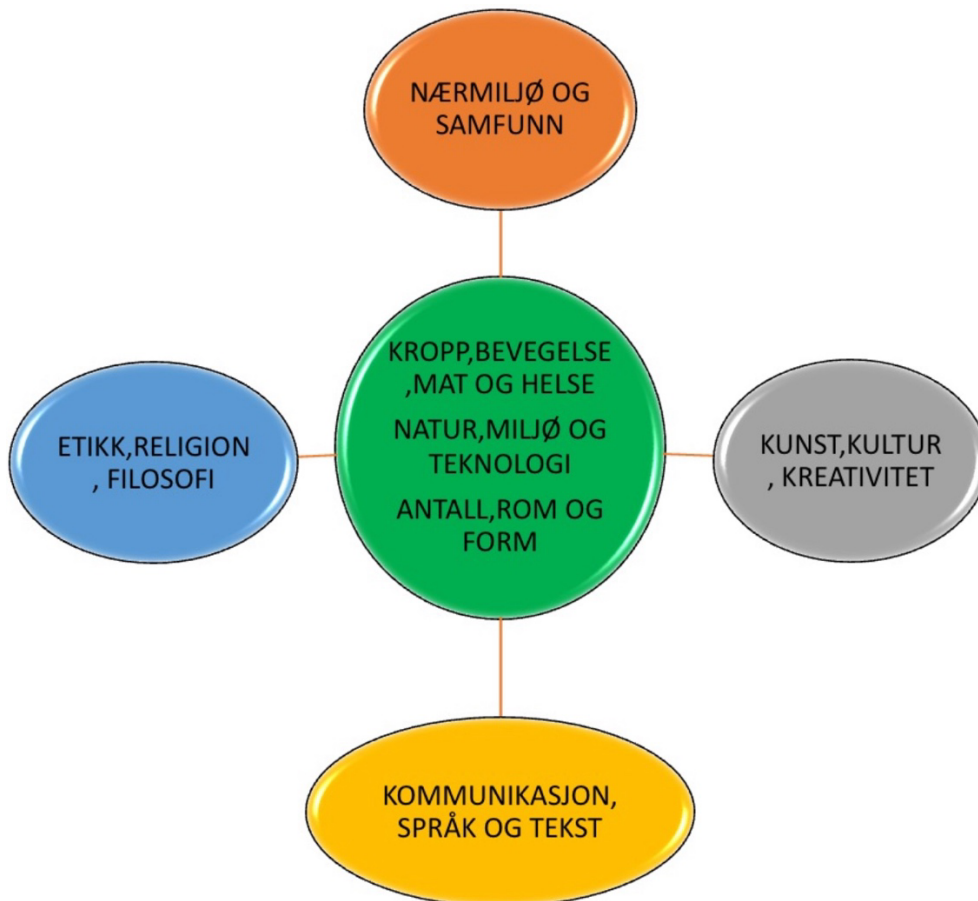 NÆRMILJØ OG
SAMFUNN
KROPP,BEVEGELSE
,MAT OG HELSE
NATUR,MILJØ OG
TEKNOLOGI
ANTALL,ROM OG
FORM
ETIKK,RELIGION
, FILOSOFI
KUNST,KULTUR
, KREATIVITET
KOMMUNIKASJON,
SPRÅK OG TEKST